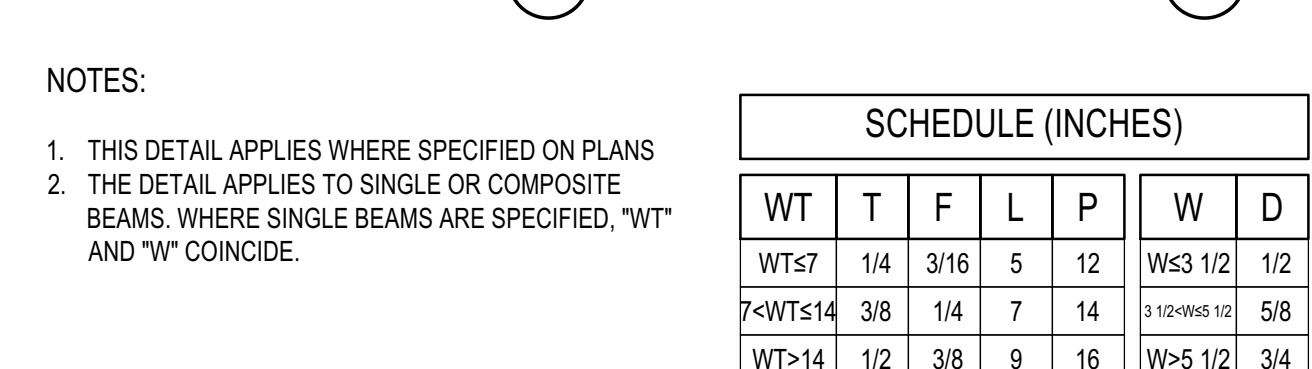 NOTES:
1. THIS DETAIL APPLIES WHERE SPECIFIED ON PLANS
2. THE DETAIL APPLIES TO SINGLE OR COMPOSITE
BEAMS. WHERE SINGLE BEAMS ARE SPECIFIED, "WT"
AND "W" COINCIDE.
SCHEDULE (INCHES)
WT T F L P W D
WT≤7 1/4 3/16 5 12 W≤3 1/2 1/2
7<WT≤14 3/8 1/4 7 14 3 1/2<W≤5 1/2 5/8
WT>14 1/2 3/8 9 16 W>5 1/2 3/4